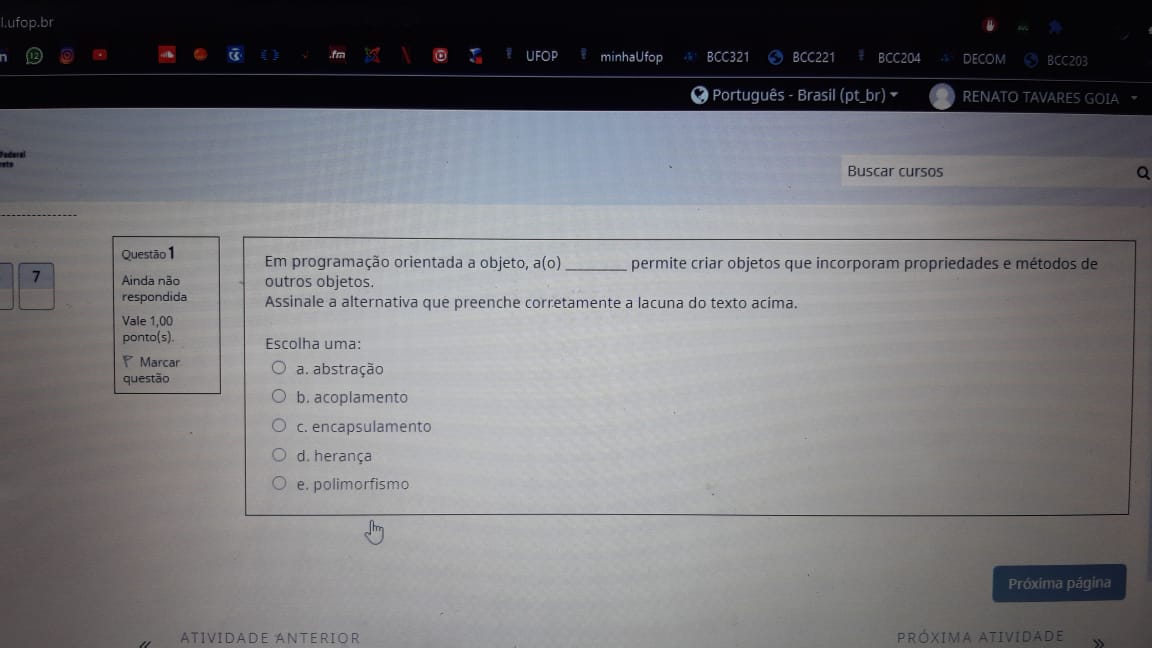 l.ufop.br
UFOP minhaUfop BCC321 BCC221 BCC204 DECOM BCC203
Português - Brasil (pt_br) RENATO TAVARES GOIA
Buscar cursos
7
Questão 1
Ainda não
respondida
Vale 1,00
ponto(s).
Marcar
questão
Em programação orientada a objeto, a(o) ________ permite criar objetos que incorporam propriedades e métodos de
outros objetos.
Assinale a alternativa que preenche corretamente a lacuna do texto acima.
Escolha uma:
a. abstração
b. acoplamento
c. encapsulamento
d. herança
e. polimorfismo
Próxima página
« ATIVIDADE ANTERIOR
PRÓXIMA ATIVIDADE »